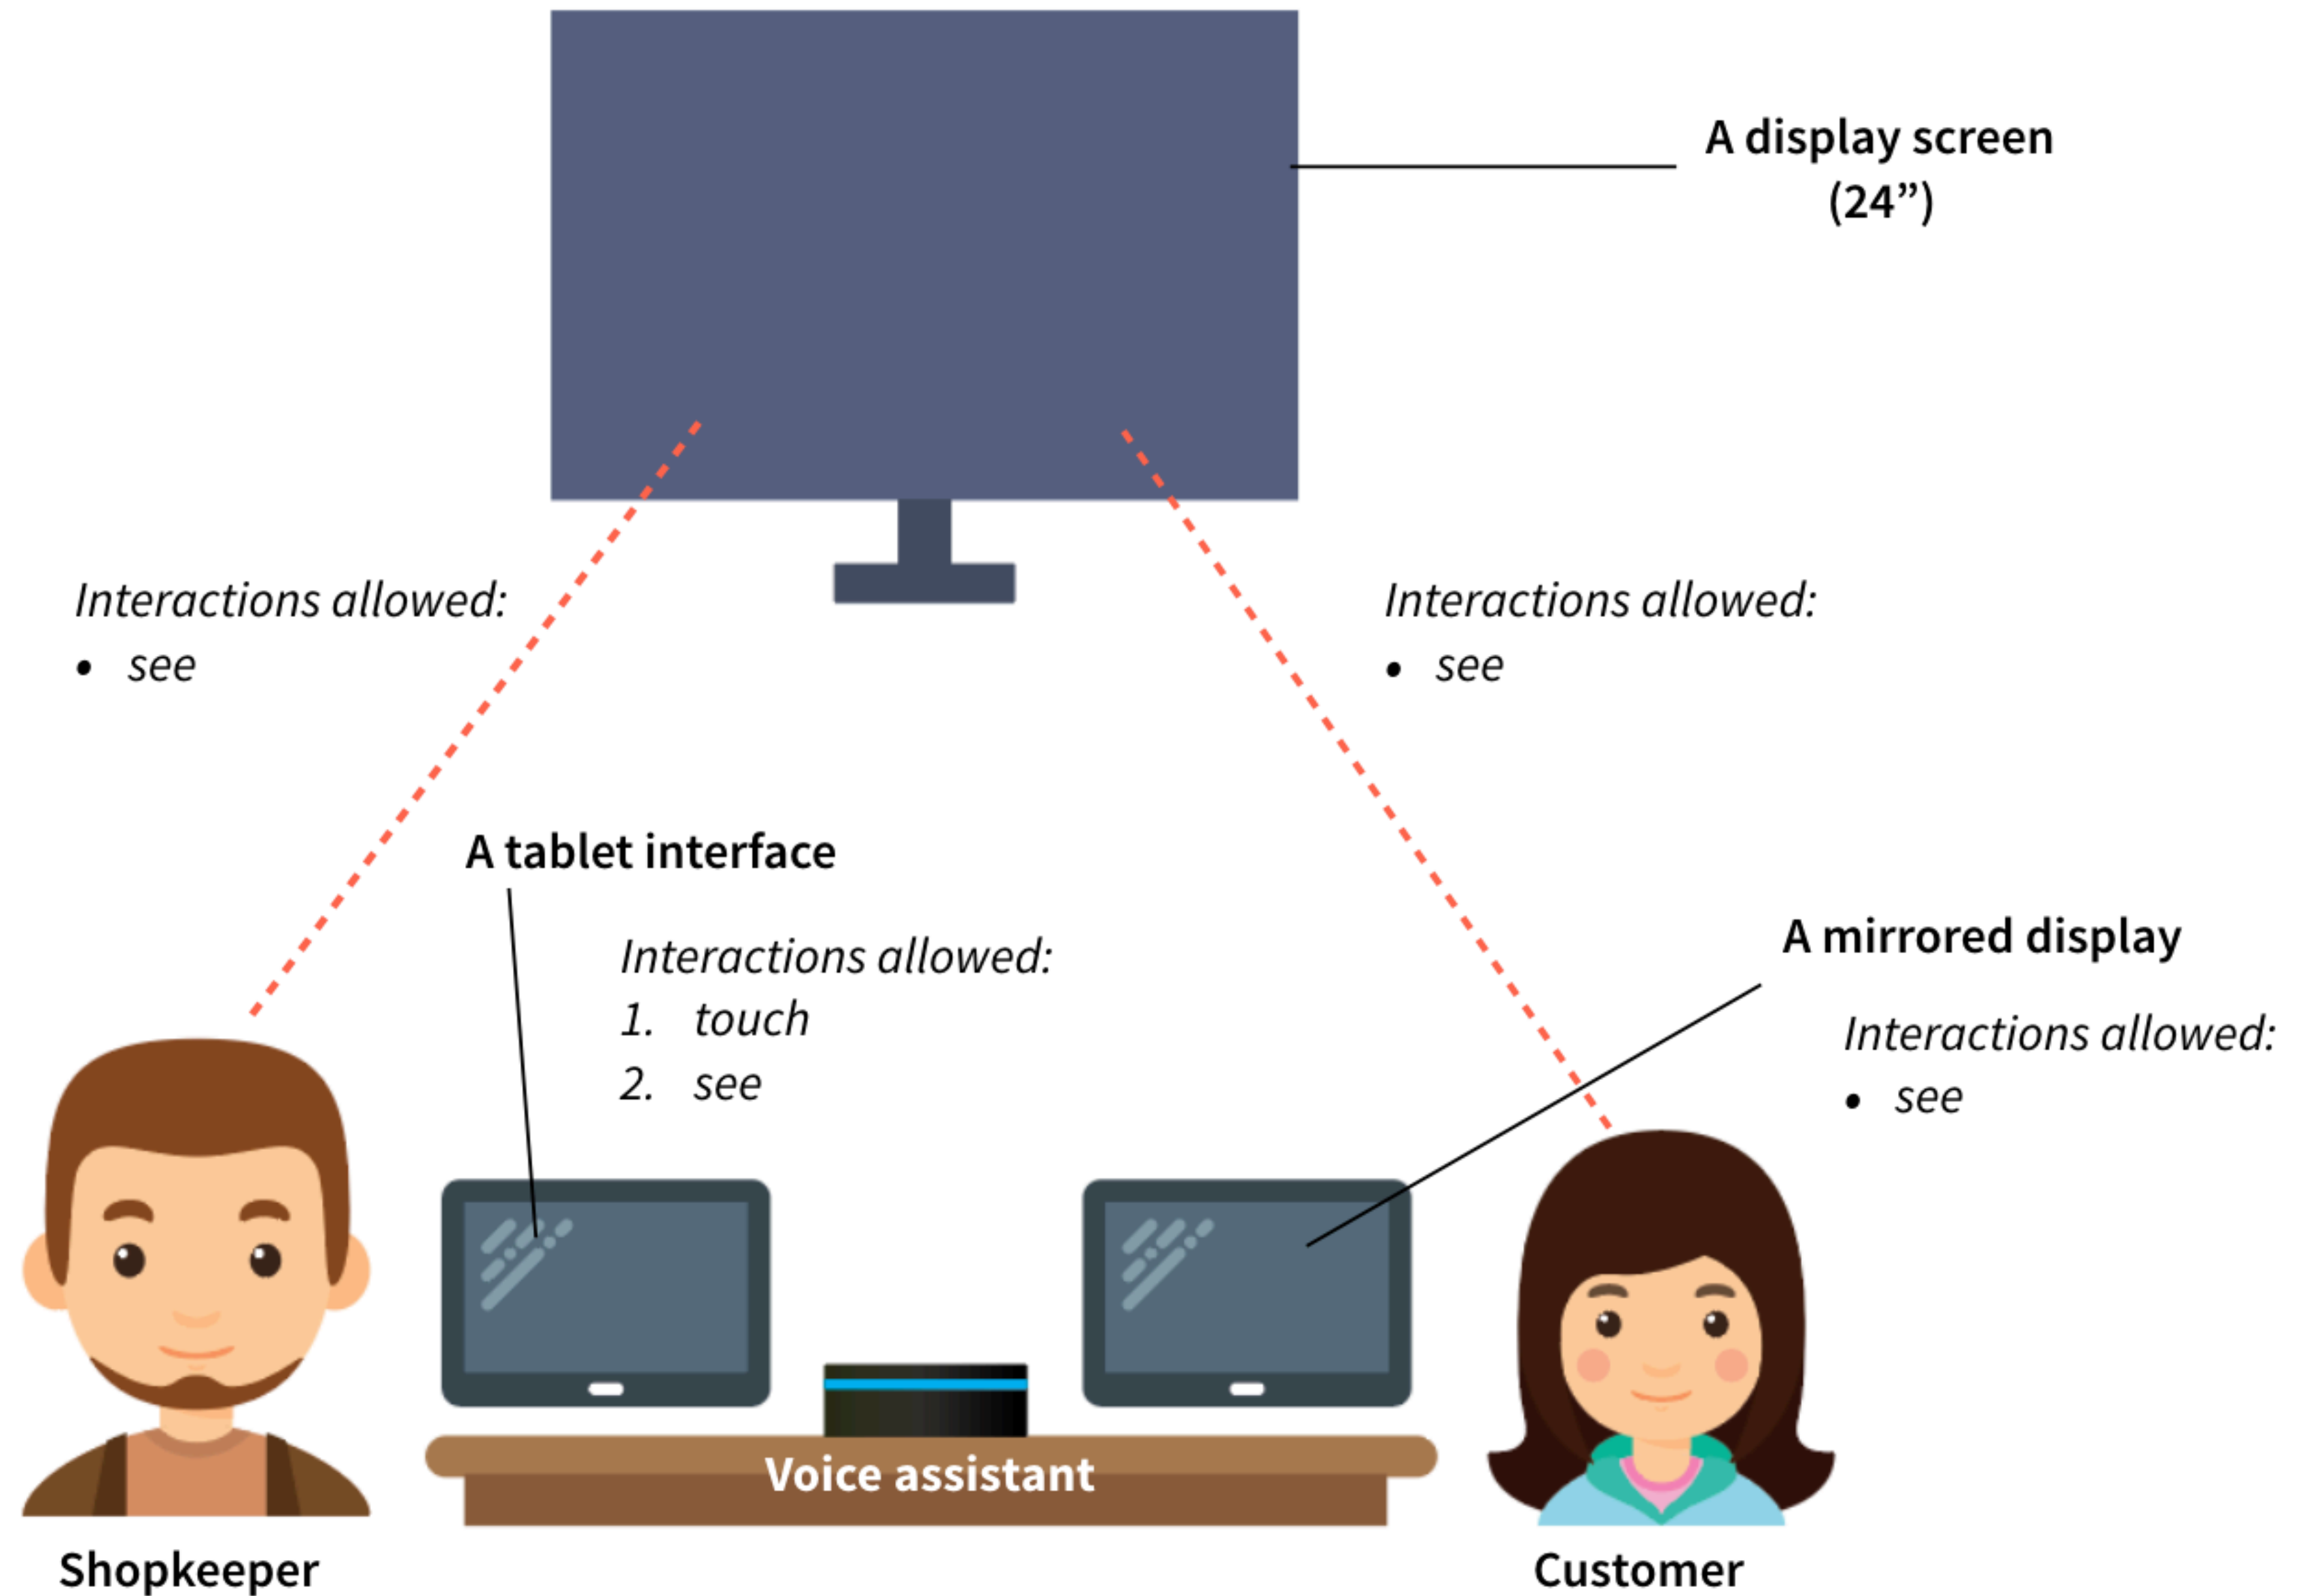 A display screen
(24”)
Interactions allowed:
• see
Interactions allowed:
• see
A tablet interface
Interactions allowed:
1. touch
2. see
A mirrored display
Interactions allowed:
• see
Voice assistant
Shopkeeper
Customer